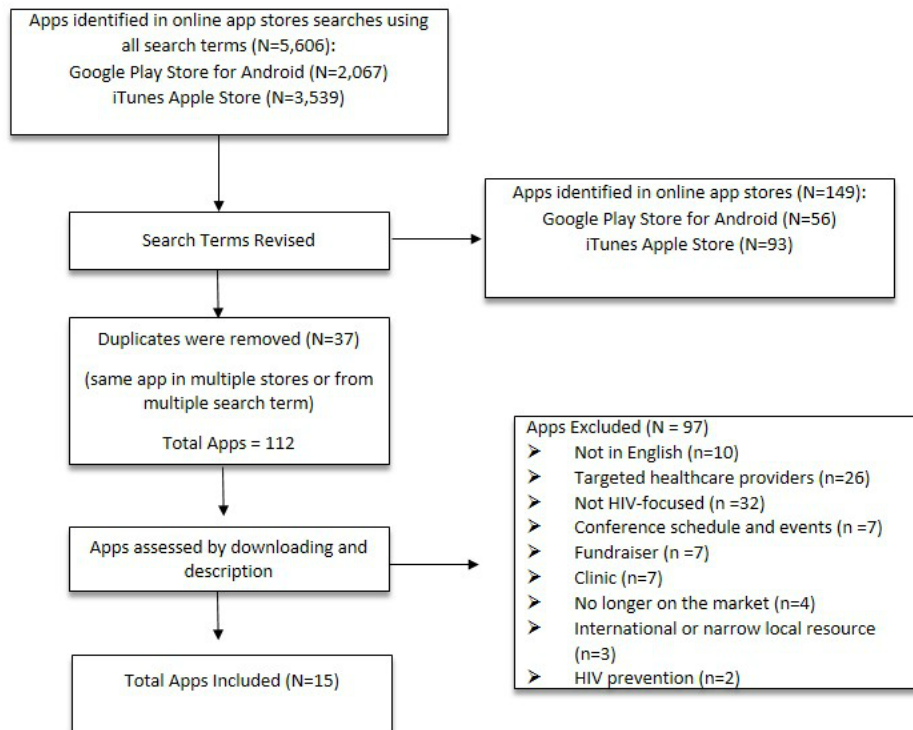 Apps identified in online app stores searches using
all search terms (N=5,606):
Google Play Store for Android (N=2,067)
iTunes Apple Store (N=3,539)
Apps identified in online app stores (N=149):
Google Play Store for Android (N=56)
iTunes Apple Store (N=93)
Search Terms Revised
Duplicates were removed (N=37)
(same app in multiple stores or from
multiple search term)
Total Apps = 112
Apps Excluded (N = 97)
➢ Not in English (n=10)
➢ Targeted healthcare providers (n=26)
➢ Not HIV-focused (n =32)
➢ Conference schedule and events (n =7)
➢ Fundraiser (n =7)
➢ Clinic (n=7)
➢ No longer on the market (n=4)
➢ International or narrow local resource
(n=3)
➢ HIV prevention (n=2)
Apps assessed by downloading and
description
Total Apps Included (N=15)